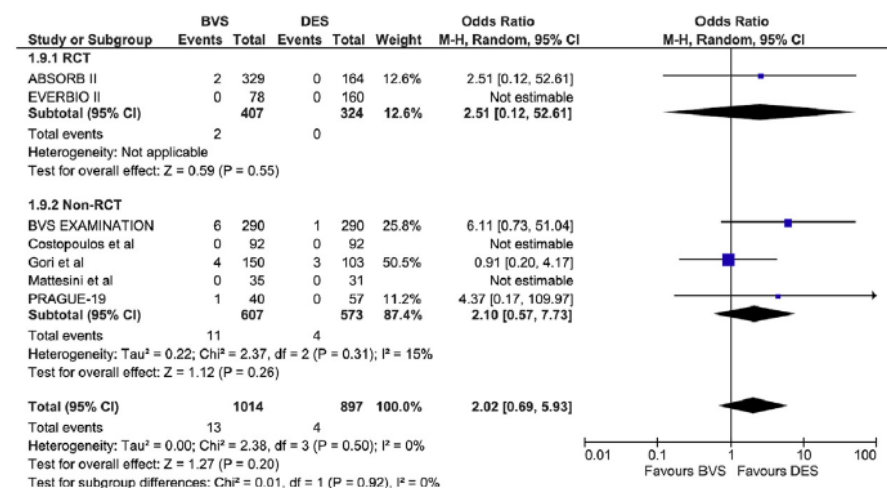 BVS DES Odds Ratio Odds Ratio
Study or Subgroup Events Total Events Total Weight M-H, Random, 95% CI M-H, Random, 95% CI
1.9.1 RCT
ABSORB II 2 329 0 164 12.6% 2.51 [0.12, 52.61]
EVERBIO II 0 78 0 160 Not estimable
Subtotal (95% CI) 407 324 12.6% 2.51 [0.12, 52.61]
Total events 2 0
Heterogeneity: Not applicable
Test for overall effect: Z = 0.59 (P = 0.55)
1.9.2 Non-RCT
BVS EXAMINATION 6 290 1 290 25.8% 6.11 [0.73, 51.04]
Costopoulos et al 0 92 0 92 Not estimable
Gori et al 4 150 3 103 50.5% 0.91 [0.20, 4.17]
Mattesini et al 0 35 0 31 Not estimable
PRAGUE-19 1 40 0 57 11.2% 4.37 [0.17, 109.97]
Subtotal (95% CI) 607 573 87.4% 2.10 [0.57, 7.73]
Total events 11 4
Heterogeneity: Tau² = 0.22; Chi² = 2.37, df = 2 (P = 0.31); I² = 15%
Test for overall effect: Z = 1.12 (P = 0.26)
Total (95% CI) 1014 897 100.0% 2.02 [0.69, 5.93]
Total events 13 4
Heterogeneity: Tau² = 0.00; Chi² = 2.38, df = 3 (P = 0.50); I² = 0%
Test for overall effect: Z = 1.27 (P = 0.20)
Test for subgroup differences: Chi² = 0.01, df = 1 (P = 0.92), I² = 0%
0.01 0.1 1 10 100
Favours BVS Favours DES